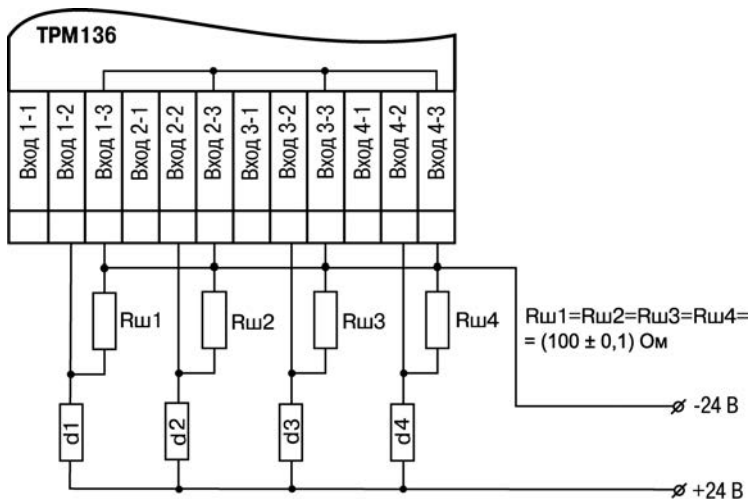 ТРМ136
Вход 1-1
Вход 1-2
Вход 1-3
Вход 2-1
Вход 2-2
Вход 2-3
Вход 3-1
Вход 3-2
Вход 3-3
Вход 4-1
Вход 4-2
Вход 4-3
Rш1
Rш2
Rш3
Rш4
Rш1=Rш2=Rш3=Rш4=
= (100 ± 0,1) Ом
d1
d2
d3
d4
-24 В
+24 В